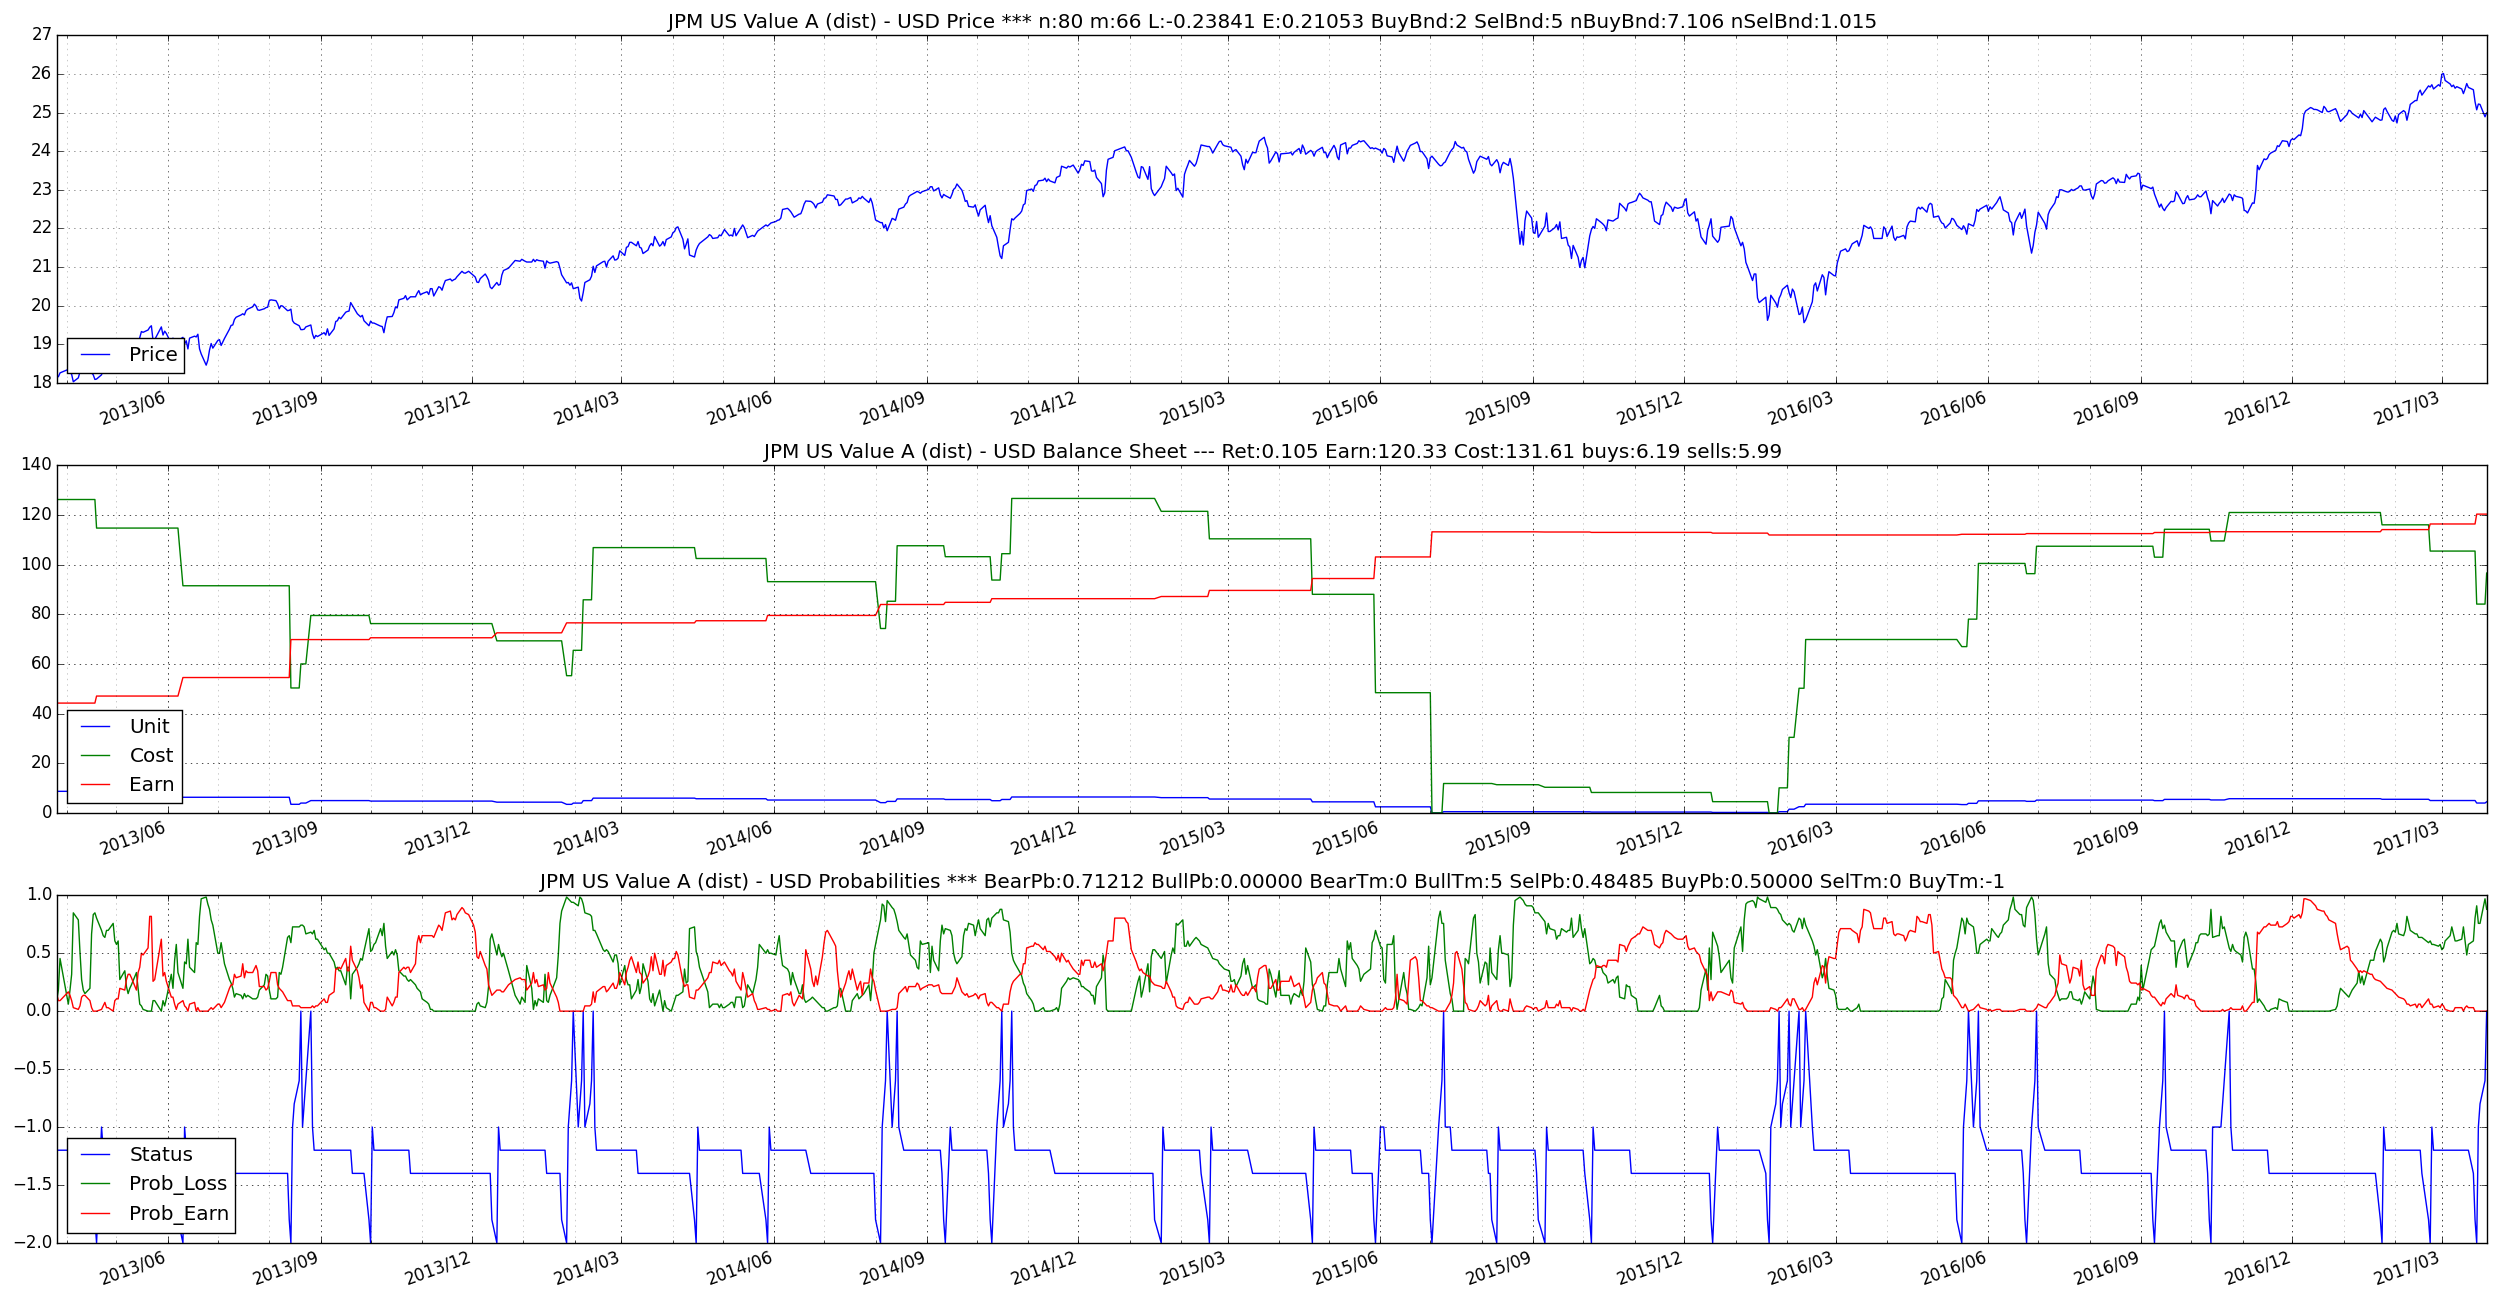 JPM US Value A (dist) - USD Price *** n:80 m:66 L:-0.23841 E:0.21053 BuyBnd:2 SelBnd:5 nBuyBnd:7.106 nSelBnd:1.015
27
26
25
24
23
22
21
20
19
18
Price
2013/06 2013/09 2013/12 2014/03 2014/06 2014/09 2014/12 2015/03 2015/06 2015/09 2015/12 2016/03 2016/06 2016/09 2016/12 2017/03
JPM US Value A (dist) - USD Balance Sheet --- Ret:0.105 Earn:120.33 Cost:131.61 buys:6.19 sells:5.99
140
120
100
80
60
40
20
0
Unit
Cost
Earn
2013/06 2013/09 2013/12 2014/03 2014/06 2014/09 2014/12 2015/03 2015/06 2015/09 2015/12 2016/03 2016/06 2016/09 2016/12 2017/03
JPM US Value A (dist) - USD Probabilities *** BearPb:0.71212 BullPb:0.00000 BearTm:0 BullTm:5 SelPb:0.48485 BuyPb:0.50000 SelTm:0 BuyTm:-1
1.0
0.5
0.0
−0.5
−1.0
−1.5
−2.0
Status
Prob_Loss
Prob_Earn
2013/06 2013/09 2013/12 2014/03 2014/06 2014/09 2014/12 2015/03 2015/06 2015/09 2015/12 2016/03 2016/06 2016/09 2016/12 2017/03